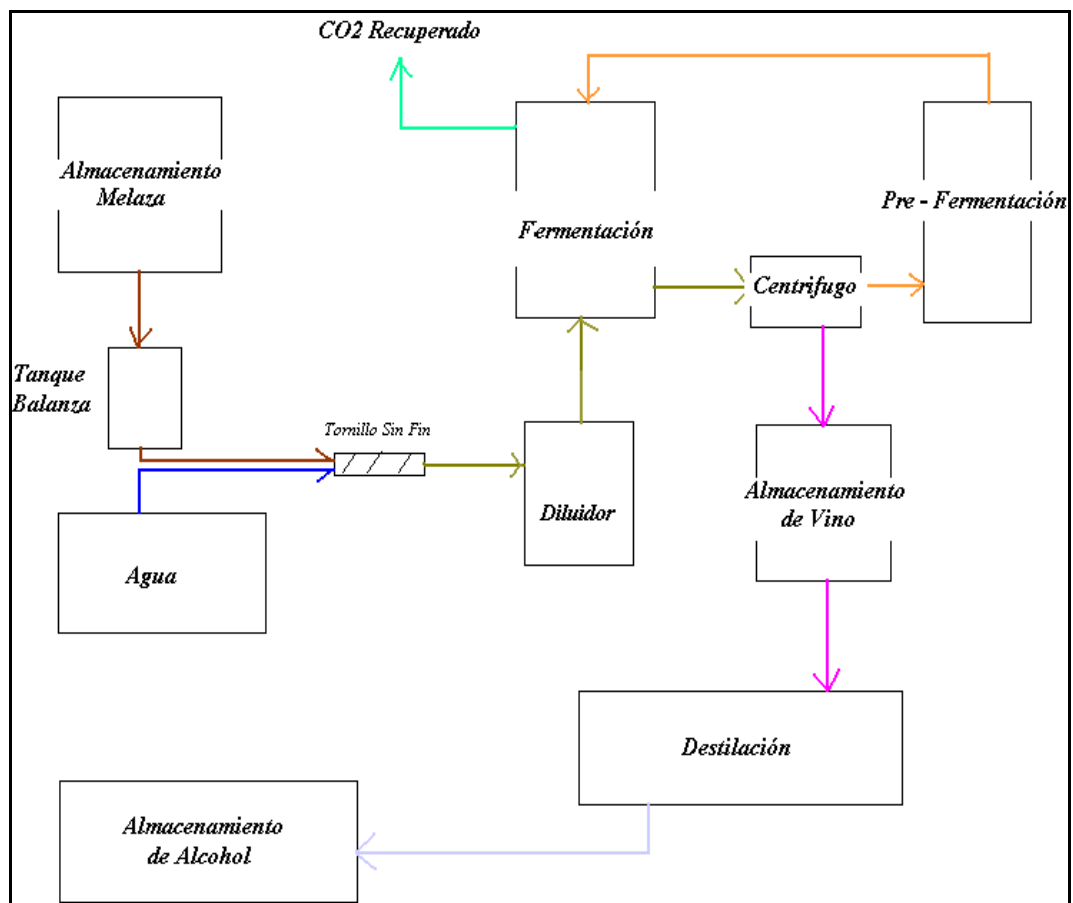 CO2 Recuperado
Almacenamiento
Melaza
Fermentación
Pre - Fermentación
Centrifugo
Tanque
Balanza
Tornillo Sin Fin
Diluidor
Almacenamiento
de Vino
Agua
Destilación
Almacenamiento
de Alcohol